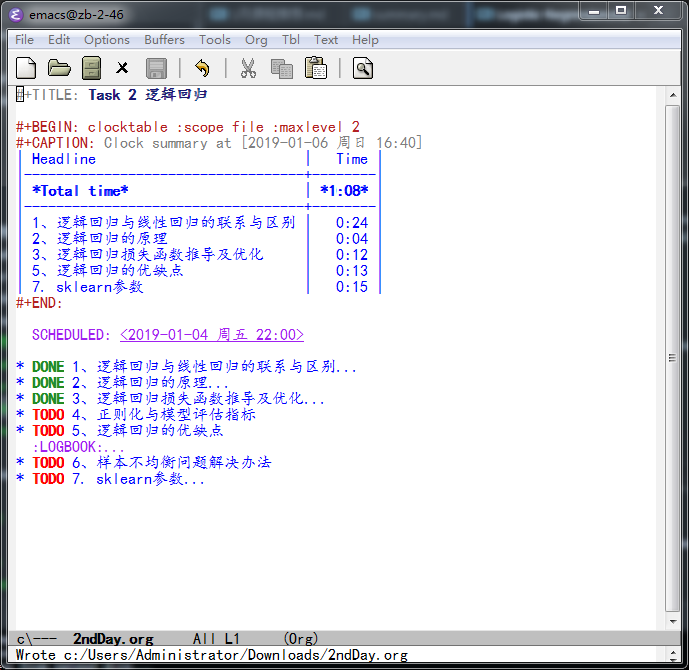 emacs@zb-2-46
File Edit Options Buffers Tools Org Tbl Text Help
#+TITLE: Task 2 逻辑回归
#+BEGIN: clocktable :scope file :maxlevel 2
#+CAPTION: Clock summary at [2019-01-06 周日 16:40]
| Headline | Time |
|-----------------------------------+--------|
| *Total time* | *1:08* |
|-----------------------------------+--------|
| 1、逻辑回归与线性回归的联系与区别 | 0:24 |
| 2、逻辑回归的原理 | 0:04 |
| 3、逻辑回归损失函数推导及优化 | 0:12 |
| 5、逻辑回归的优缺点 | 0:13 |
| 7. sklearn参数 | 0:15 |
#+END:
SCHEDULED: <2019-01-04 周五 22:00>
* DONE 1、逻辑回归与线性回归的联系与区别...
* DONE 2、逻辑回归的原理...
* DONE 3、逻辑回归损失函数推导及优化...
* TODO 4、正则化与模型评估指标
* TODO 5、逻辑回归的优缺点
:LOGBOOK:...
* TODO 6、样本不均衡问题解决办法
* TODO 7. sklearn参数...
c\--- 2ndDay.org All L1 (Org)
Wrote c:/Users/Administrator/Downloads/2ndDay.org